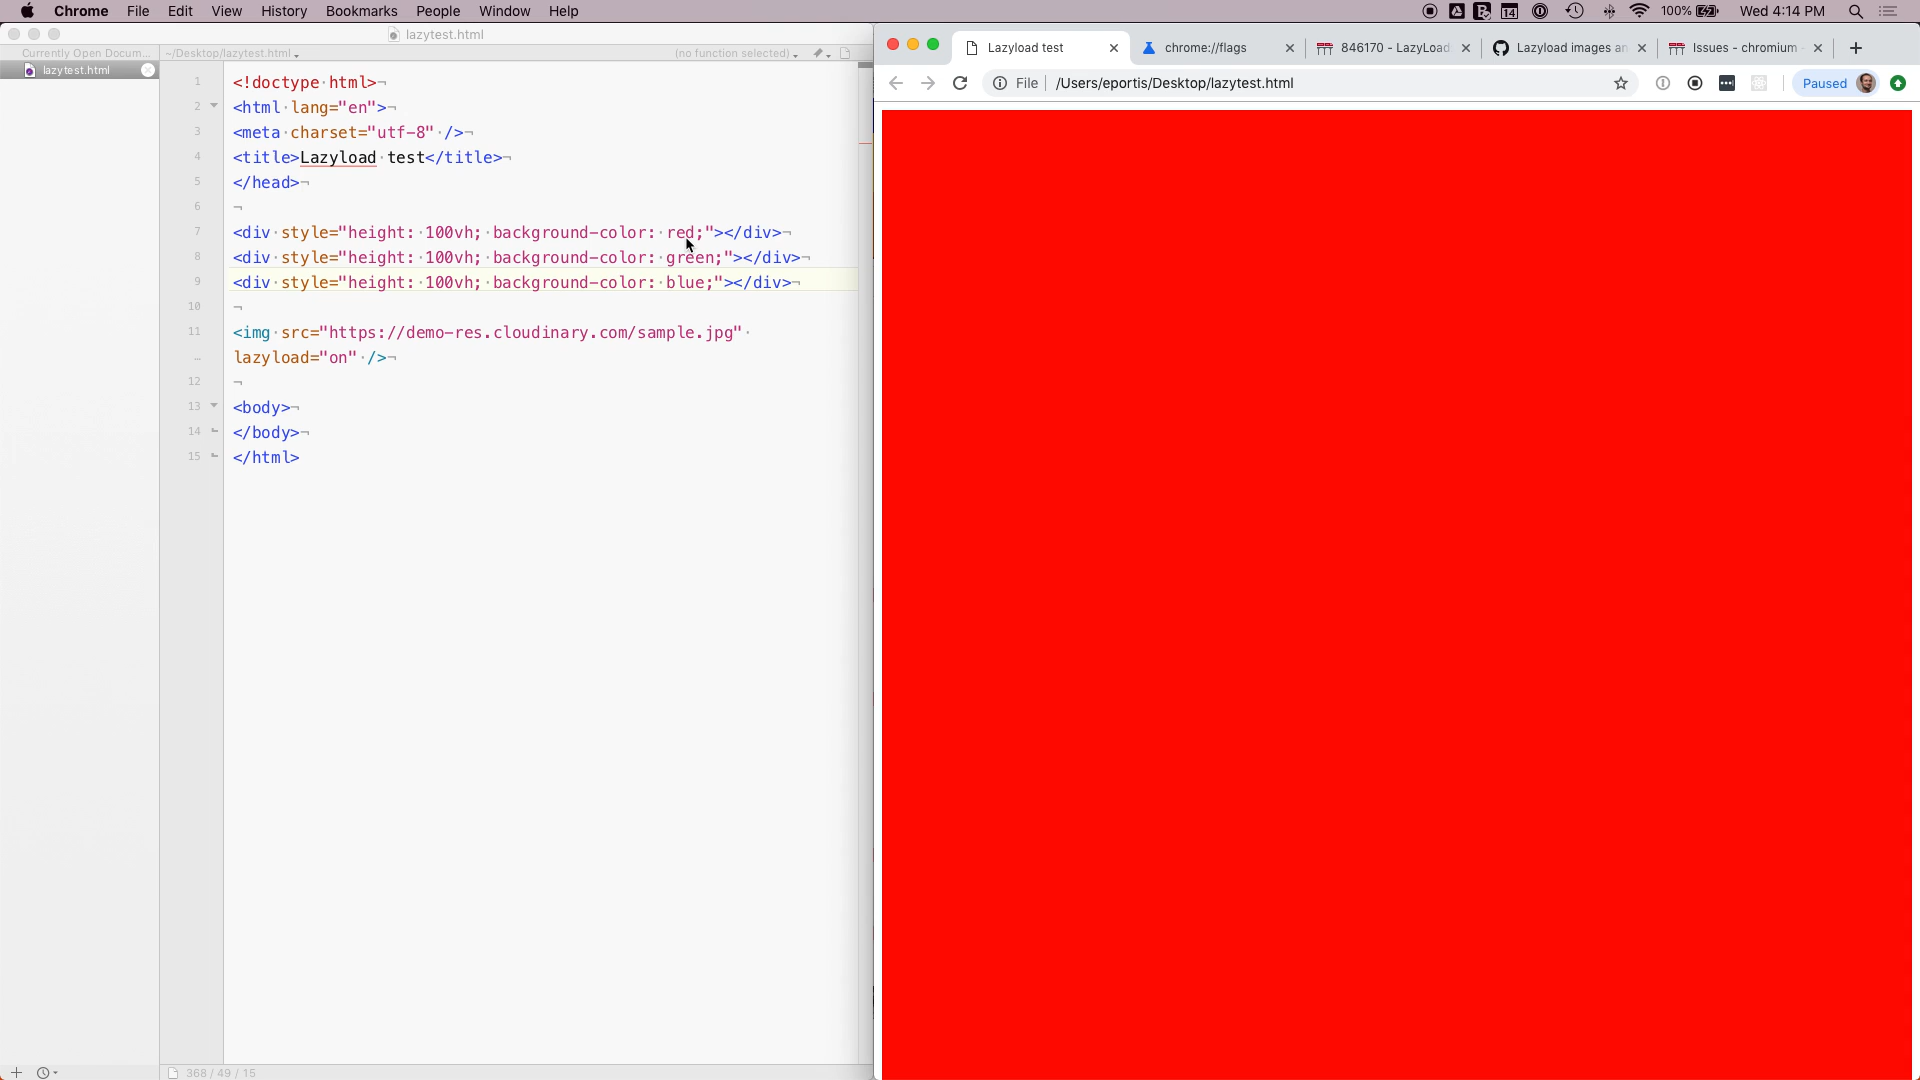 Chrome File Edit View History Bookmarks People Window Help 14 100% Wed 4:14 PM
lazytest.html
Currently Open Docum... ~/Desktop/lazytest.html (no function selected)
lazytest.html
1 <!doctype html>¬
2 <html lang="en">¬
3 <meta charset="utf-8" />¬
4 <title>Lazyload test</title>¬
5 </head>¬
6 ¬
7 <div style="height: 100vh; background-color: red;"></div>¬
8 <div style="height: 100vh; background-color: green;"></div>¬
9 <div style="height: 100vh; background-color: blue;"></div>¬
10 ¬
11 <img src="https://demo-res.cloudinary.com/sample.jpg"
… lazyload="on" />¬
12 ¬
13 <body>¬
14 </body>¬
15 </html>
368 / 49 / 15
Lazyload test chrome://flags 846170 - LazyLoad Lazyload images an Issues - chromium -
File /Users/eportis/Desktop/lazytest.html Paused